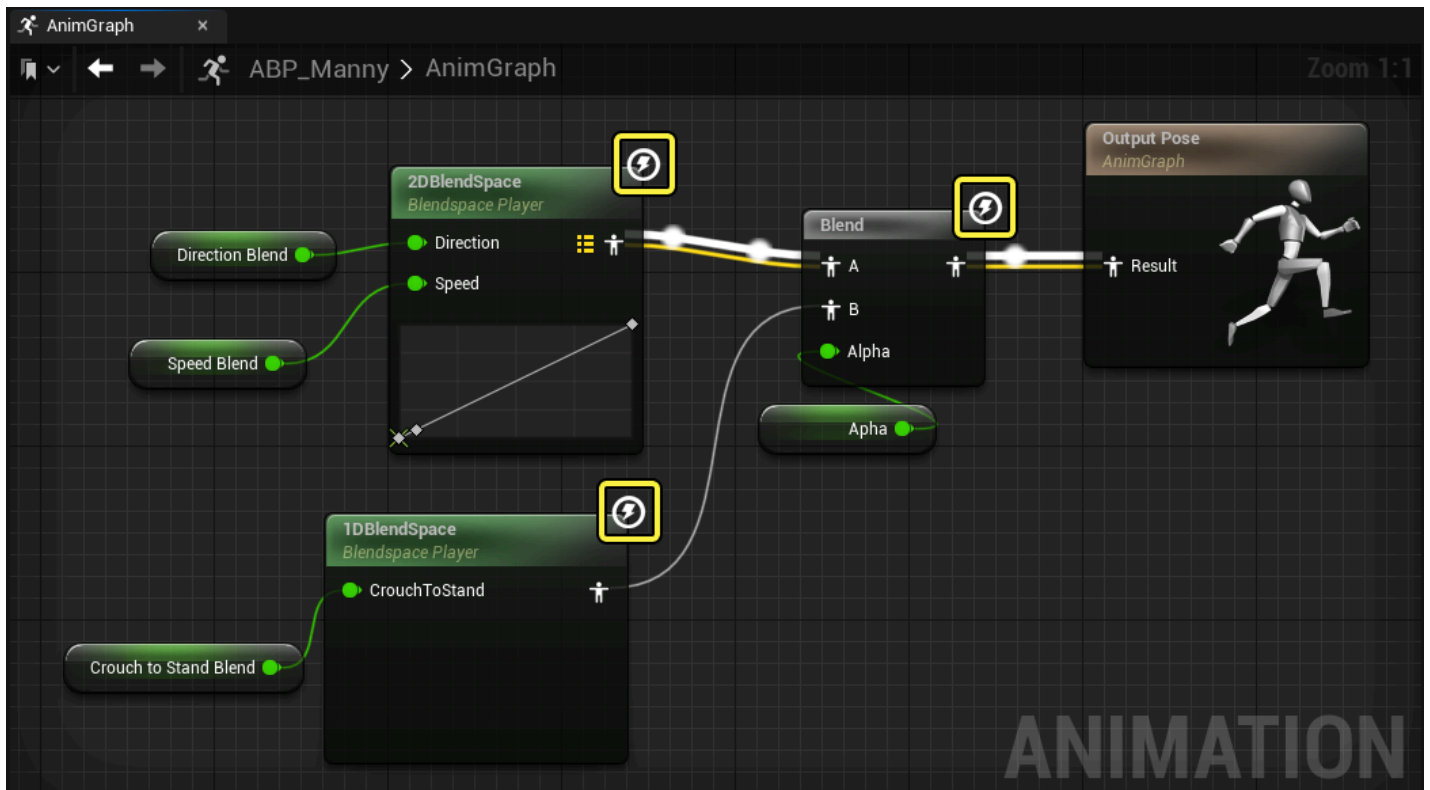 AnimGraph
ABP_Manny > AnimGraph
Zoom 1:1
Output Pose
AnimGraph
Result
2DBlendSpace
Blendspace Player
Direction
Speed
Direction Blend
Speed Blend
Blend
A
B
Alpha
Apha
1DBlendSpace
Blendspace Player
CrouchToStand
Crouch to Stand Blend
ANIMATION